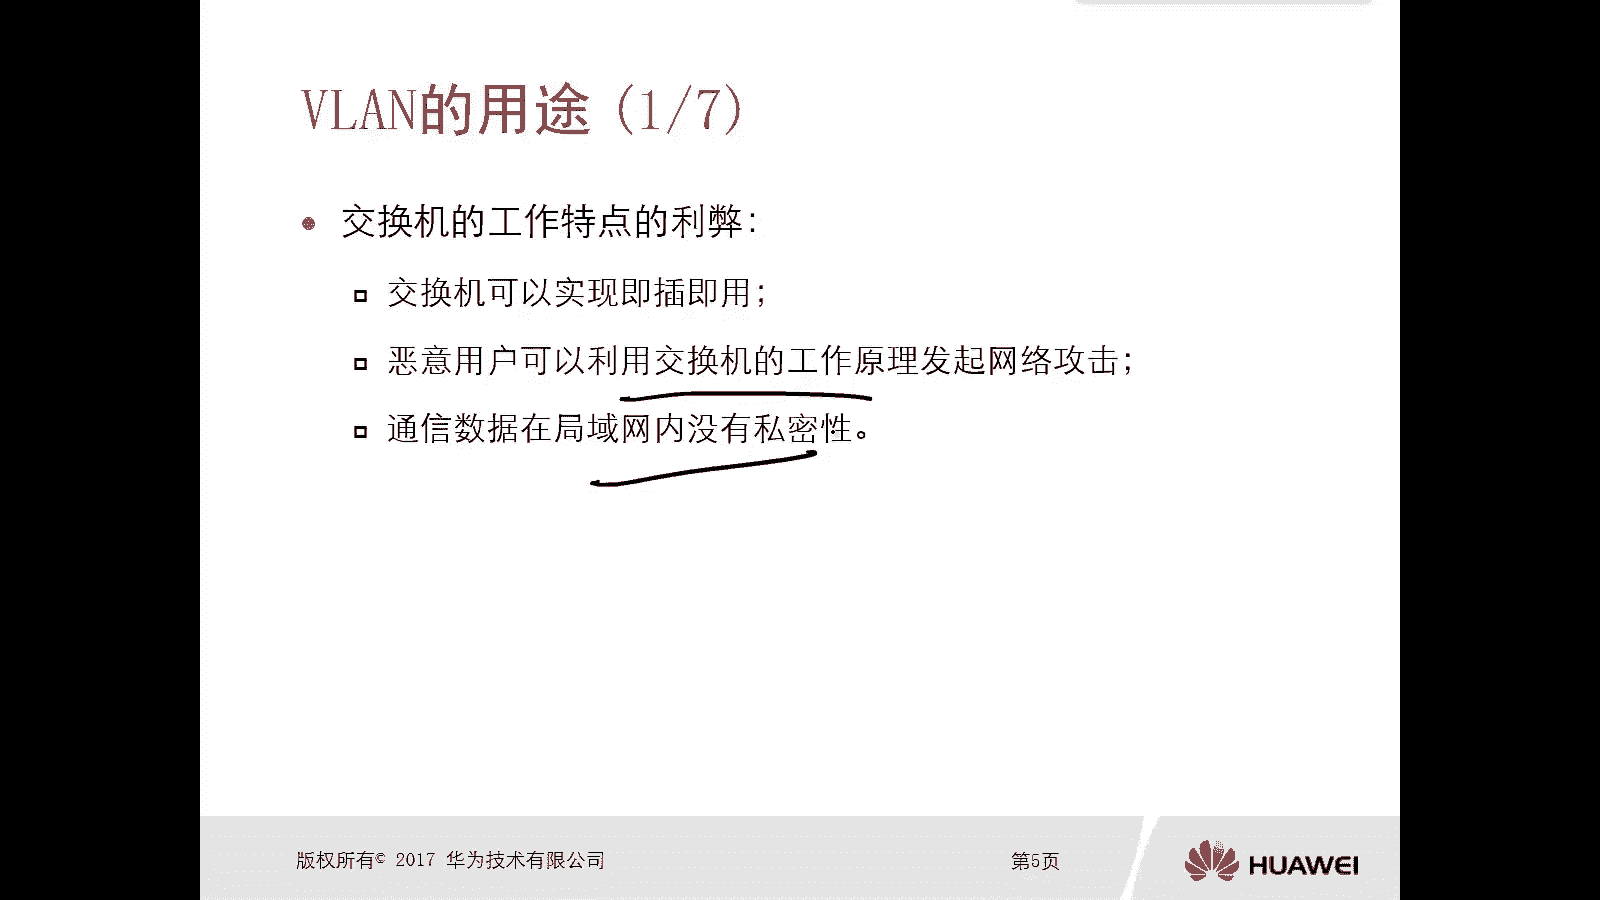 VLAN的用途 (1/7)
交换机的工作特点的利弊：
交换机可以实现即插即用；
恶意用户可以利用交换机的工作原理发起网络攻击；
通信数据在局域网内没有私密性。
版权所有© 2017 华为技术有限公司
第5页
HUAWEI